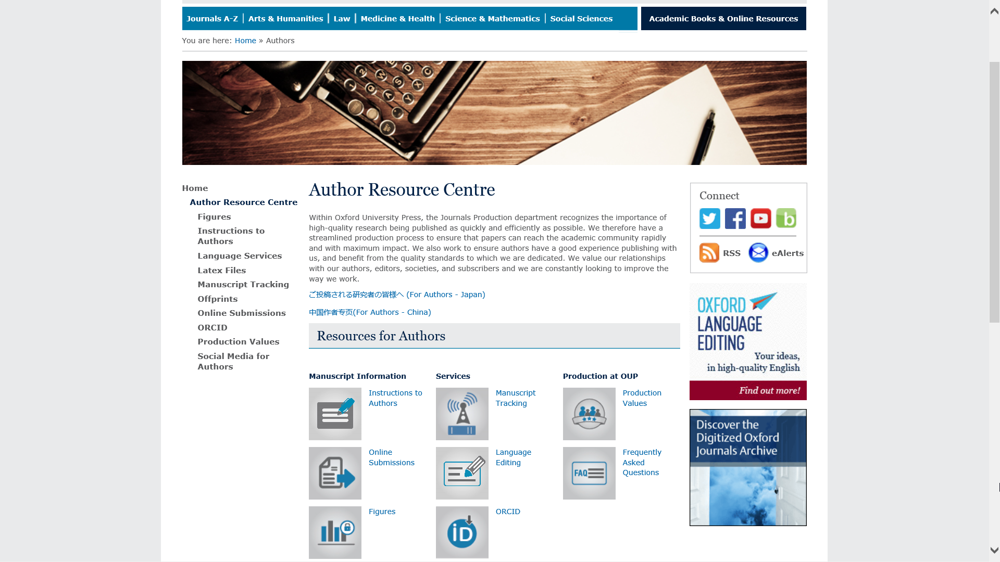 Journals A-Z | Arts & Humanities | Law | Medicine & Health | Science & Mathematics | Social Sciences
Academic Books & Online Resources
You are here: Home » Authors
Home
Author Resource Centre
Figures
Instructions to
Authors
Language Services
Latex Files
Manuscript Tracking
Offprints
Online Submissions
ORCID
Production Values
Social Media for
Authors
Author Resource Centre
Within Oxford University Press, the Journals Production department recognizes the importance of
high-quality research being published as quickly and efficiently as possible. We therefore have a
streamlined production process to ensure that papers can reach the academic community rapidly
and with maximum impact. We also work to ensure authors have a good experience publishing with
us, and benefit from the quality standards to which we are dedicated. We value our relationships
with our authors, editors, societies, and subscribers and we are constantly looking to improve the
way we work.
ご投稿される研究者の皆様へ (For Authors - Japan)
中国作者专页(For Authors - China)
Resources for Authors
Manuscript Information
Instructions to
Authors
Online
Submissions
Figures
Services
Manuscript
Tracking
Language
Editing
iD
ORCID
Production at OUP
Production
Values
FAQ
Frequently
Asked
Questions
Connect
RSS
eAlerts
OXFORD
LANGUAGE
EDITING
Your ideas,
in high-quality English
Find out more!
Discover the
Digitized Oxford
Journals Archive